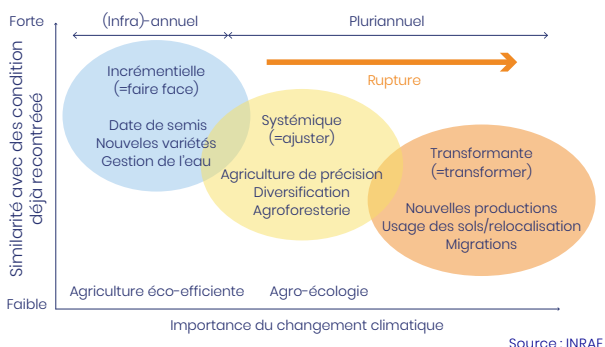 Forte
(Infra)-annuel
Pluriannuel
Rupture
Similarité avec des condition
déjà recontréeé
Incrémentielle
(=faire face)
Date de semis
Nouveles variétés
Gestion de l'eau
Systémique
(=ajuster)
Agriculture de précision
Diversification
Agroforesterie
Transformante
(=transformer)
Nouvelles productions
Usage des sols/relocalisation
Migrations
Agriculture éco-efficiente
Agro-écologie
Faible
Importance du changement climatique
Source : INRAE